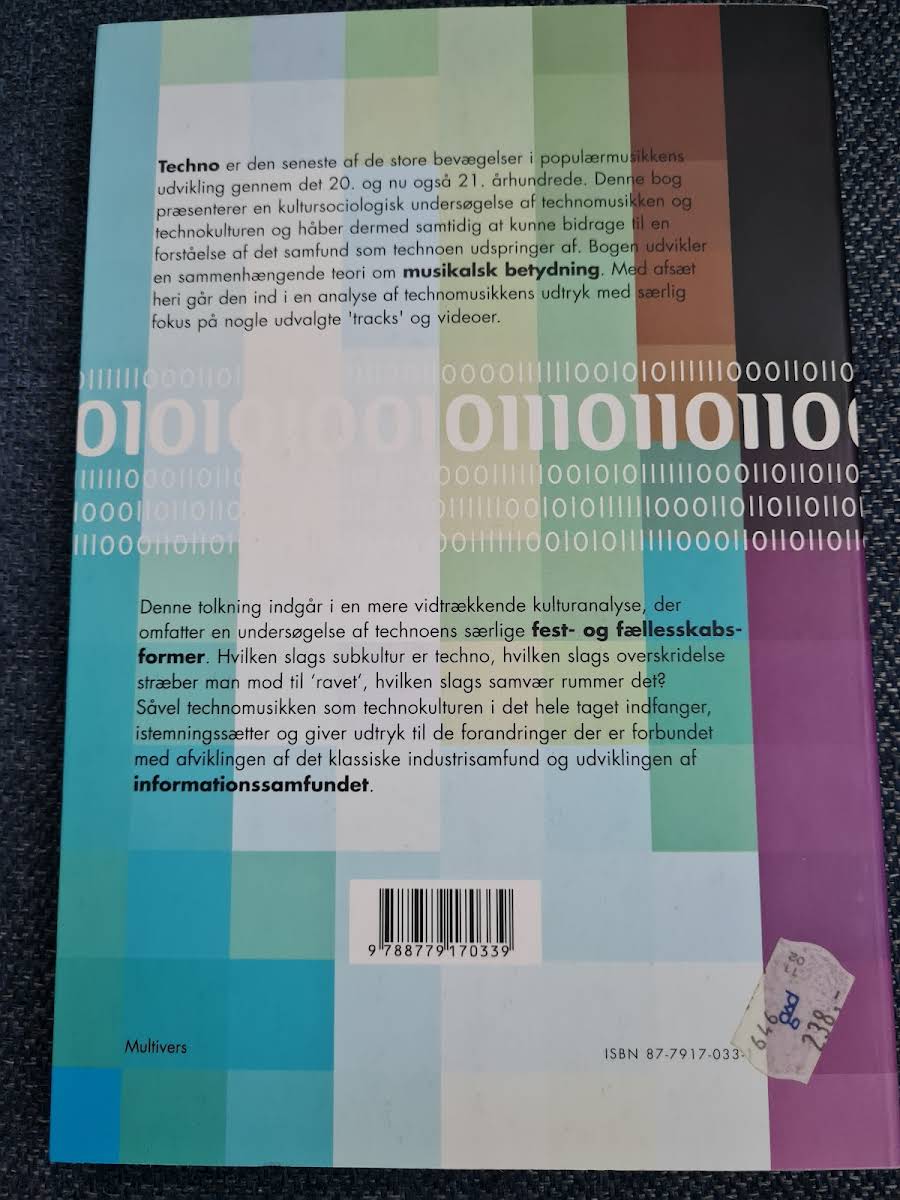 Techno er den seneste af de store bevægelser i populærmusikkens
udvikling gennem det 20. og nu også 21. århundrede. Denne bog
præsenterer en kultursociologisk undersøgelse af technomusikken og
technokulturen og håber dermed samtidig at kunne bidrage til en
forståelse af det samfund som technoen udspringer af. Bogen udvikler
en sammenhængende teori om musikalsk betydning. Med afsæt
heri går den ind i en analyse af technomusikkens udtryk med særlig
fokus på nogle udvalgte 'tracks' og videoer.
Denne tolkning indgår i en mere vidtrækkende kulturanalyse, der
omfatter en undersøgelse af technoens særlige fest- og fællesskabs-
former. Hvilken slags subkultur er techno, hvilken slags overskridelse
stræber man mod til ‘ravet’, hvilken slags samvær rummer det?
Såvel technomusikken som technokulturen i det hele taget indfanger,
istemningssætter og giver udtryk til de forandringer der er forbundet
med afviklingen af det klassiske industrisamfund og udviklingen af
informationssamfundet.
9 788779 170339
Multivers
ISBN 87-7917-033-
gad
238,-